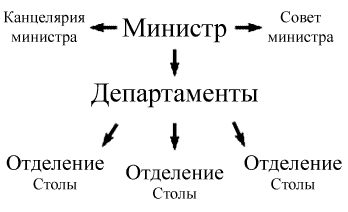 Канцелярия
министра
Министр
Совет
министра
Департаменты
Отделение
Столы
Отделение
Столы
Отделение
Столы